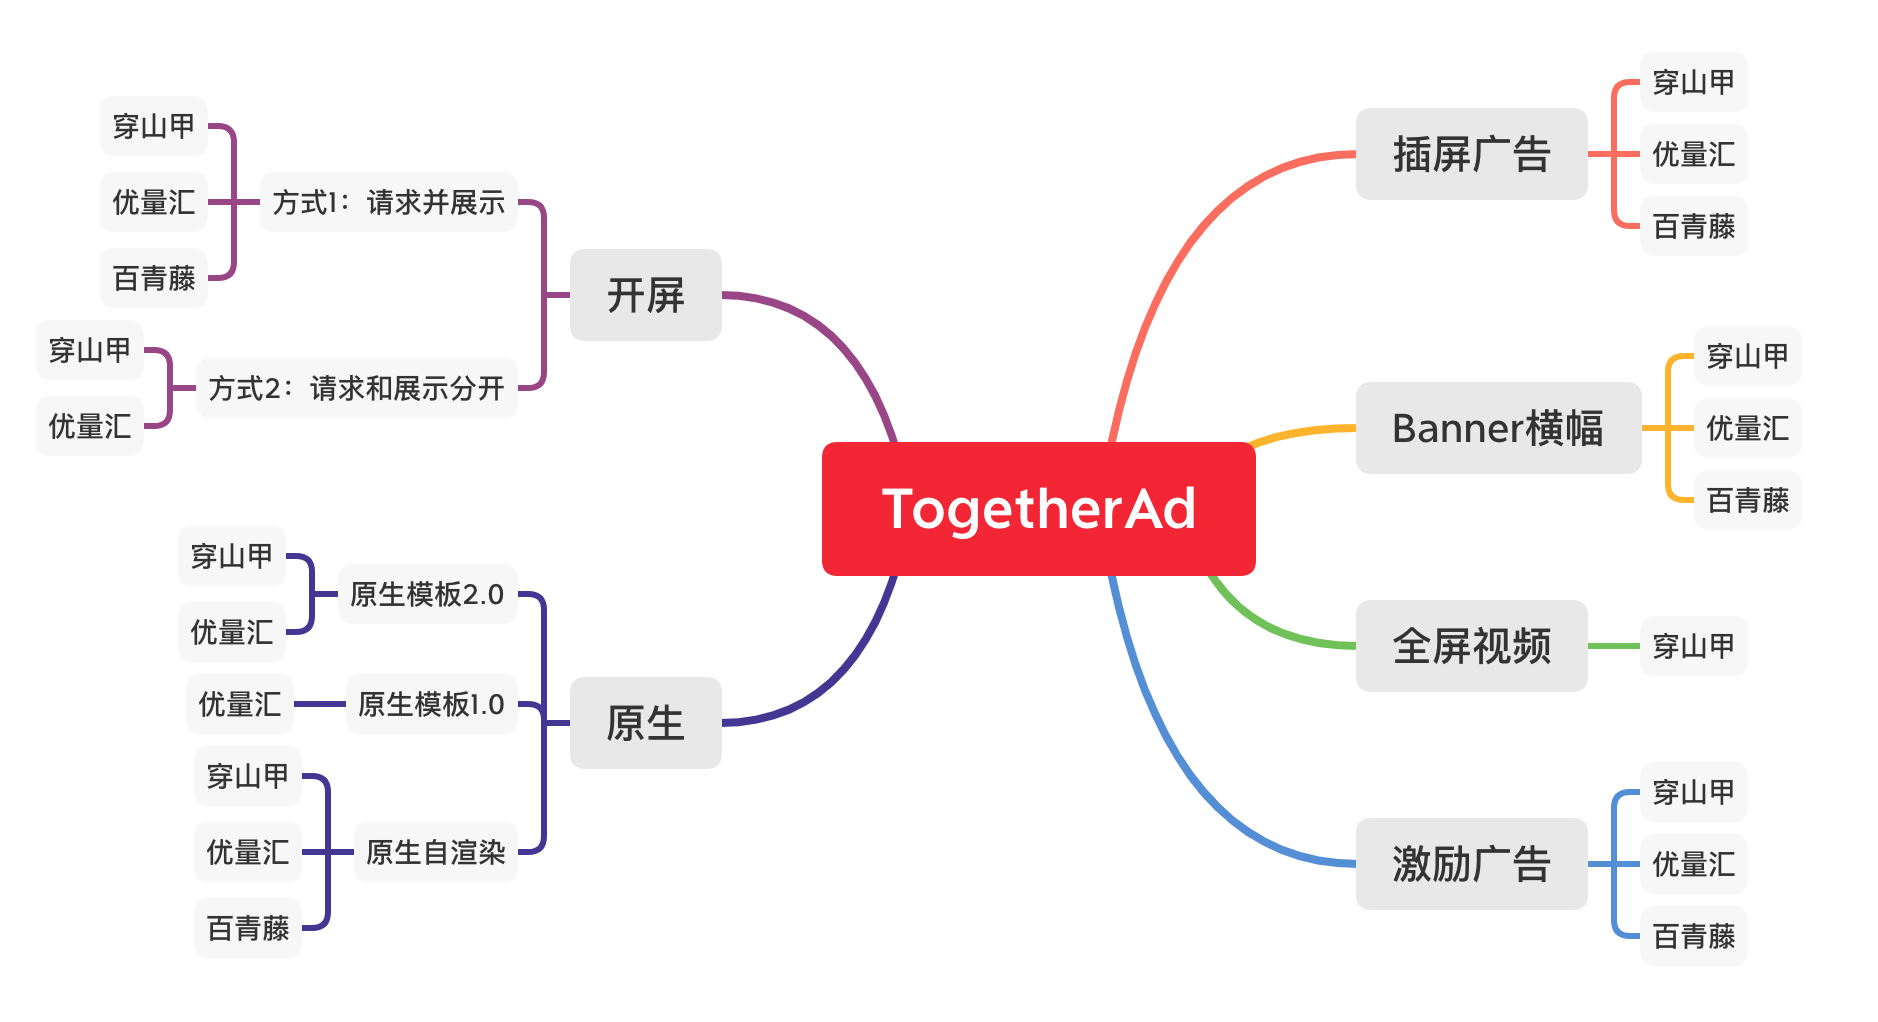 TogetherAd
开屏
方式1：请求并展示
穿山甲
优量汇
百青藤
方式2：请求和展示分开
穿山甲
优量汇
原生
原生模板2.0
穿山甲
优量汇
原生模板1.0
优量汇
原生自渲染
穿山甲
优量汇
百青藤
插屏广告
穿山甲
优量汇
百青藤
Banner横幅
穿山甲
优量汇
百青藤
全屏视频
穿山甲
激励广告
穿山甲
优量汇
百青藤